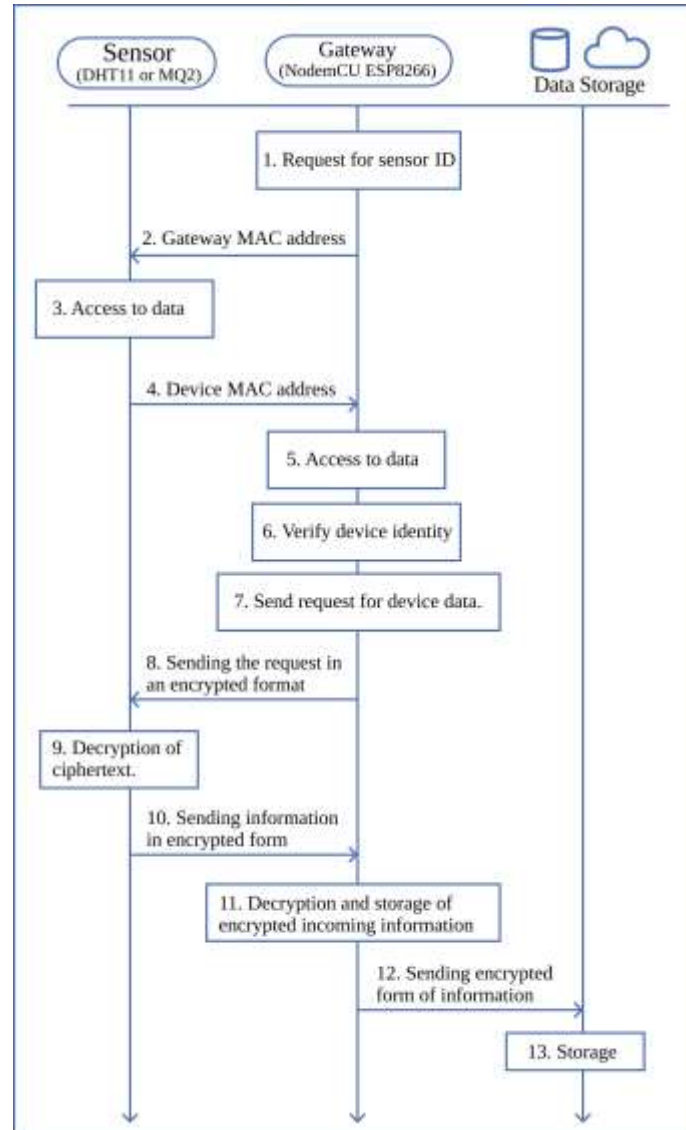 Sensor
(DHT11 or MQ2)
Gateway
(NodemCU ESP8266)
Data Storage
1. Request for sensor ID
2. Gateway MAC address
3. Access to data
4. Device MAC address
5. Access to data
6. Verify device identity
7. Send request for device data.
8. Sending the request in
an encrypted format
9. Decryption of
ciphertext.
10. Sending information
in encrypted form
11. Decryption and storage of
encrypted incoming information
12. Sending encrypted
form of information
13. Storage